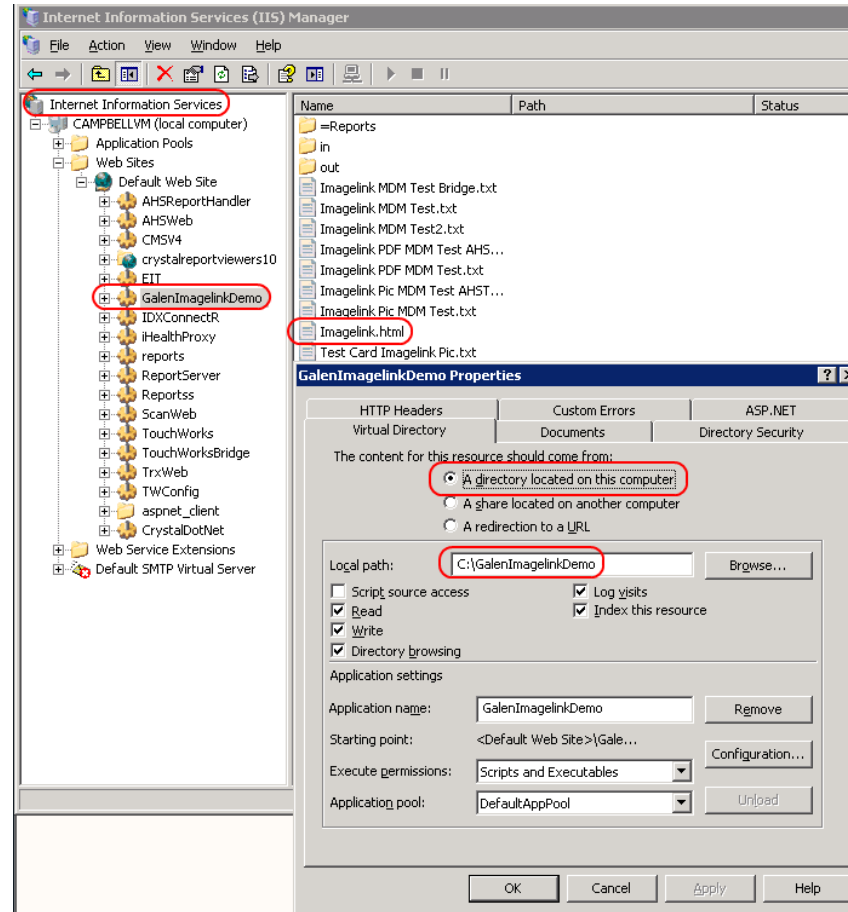 Internet Information Services (IIS) Manager
File Action View Window Help
Internet Information Services
CAMPBELLVM (local computer)
Application Pools
Web Sites
Default Web Site
AHSReportHandler
AHSWeb
CMSV4
crystalreportviewers10
EIT
GalenImagelinkDemo
IDXConnectR
iHealthProxy
reports
ReportServer
Reportss
ScanWeb
TouchWorks
TouchWorksBridge
TrxWeb
TWConfig
aspnet_client
CrystalDotNet
Web Service Extensions
Default SMTP Virtual Server
Name Path Status
=Reports
in
out
Imagelink MDM Test Bridge.txt
Imagelink MDM Test.txt
Imagelink MDM Test2.txt
Imagelink PDF MDM Test AHS...
Imagelink PDF MDM Test.txt
Imagelink Pic MDM Test AHST...
Imagelink Pic MDM Test.txt
Imagelink.html
Test Card Imagelink Pic.txt
GalenImagelinkDemo Properties
HTTP Headers Custom Errors ASP.NET
Virtual Directory Documents Directory Security
The content for this resource should come from:
A directory located on this computer
A share located on another computer
A redirection to a URL
Local path: C:\GalenImagelinkDemo Browse...
Script source access Log visits
Read Index this resource
Write
Directory browsing
Application settings
Application name: GalenImagelinkDemo Remove
Starting point: <Default Web Site>\Gale...
Configuration...
Execute permissions: Scripts and Executables
Application pool: DefaultAppPool Unload
OK Cancel Apply Help